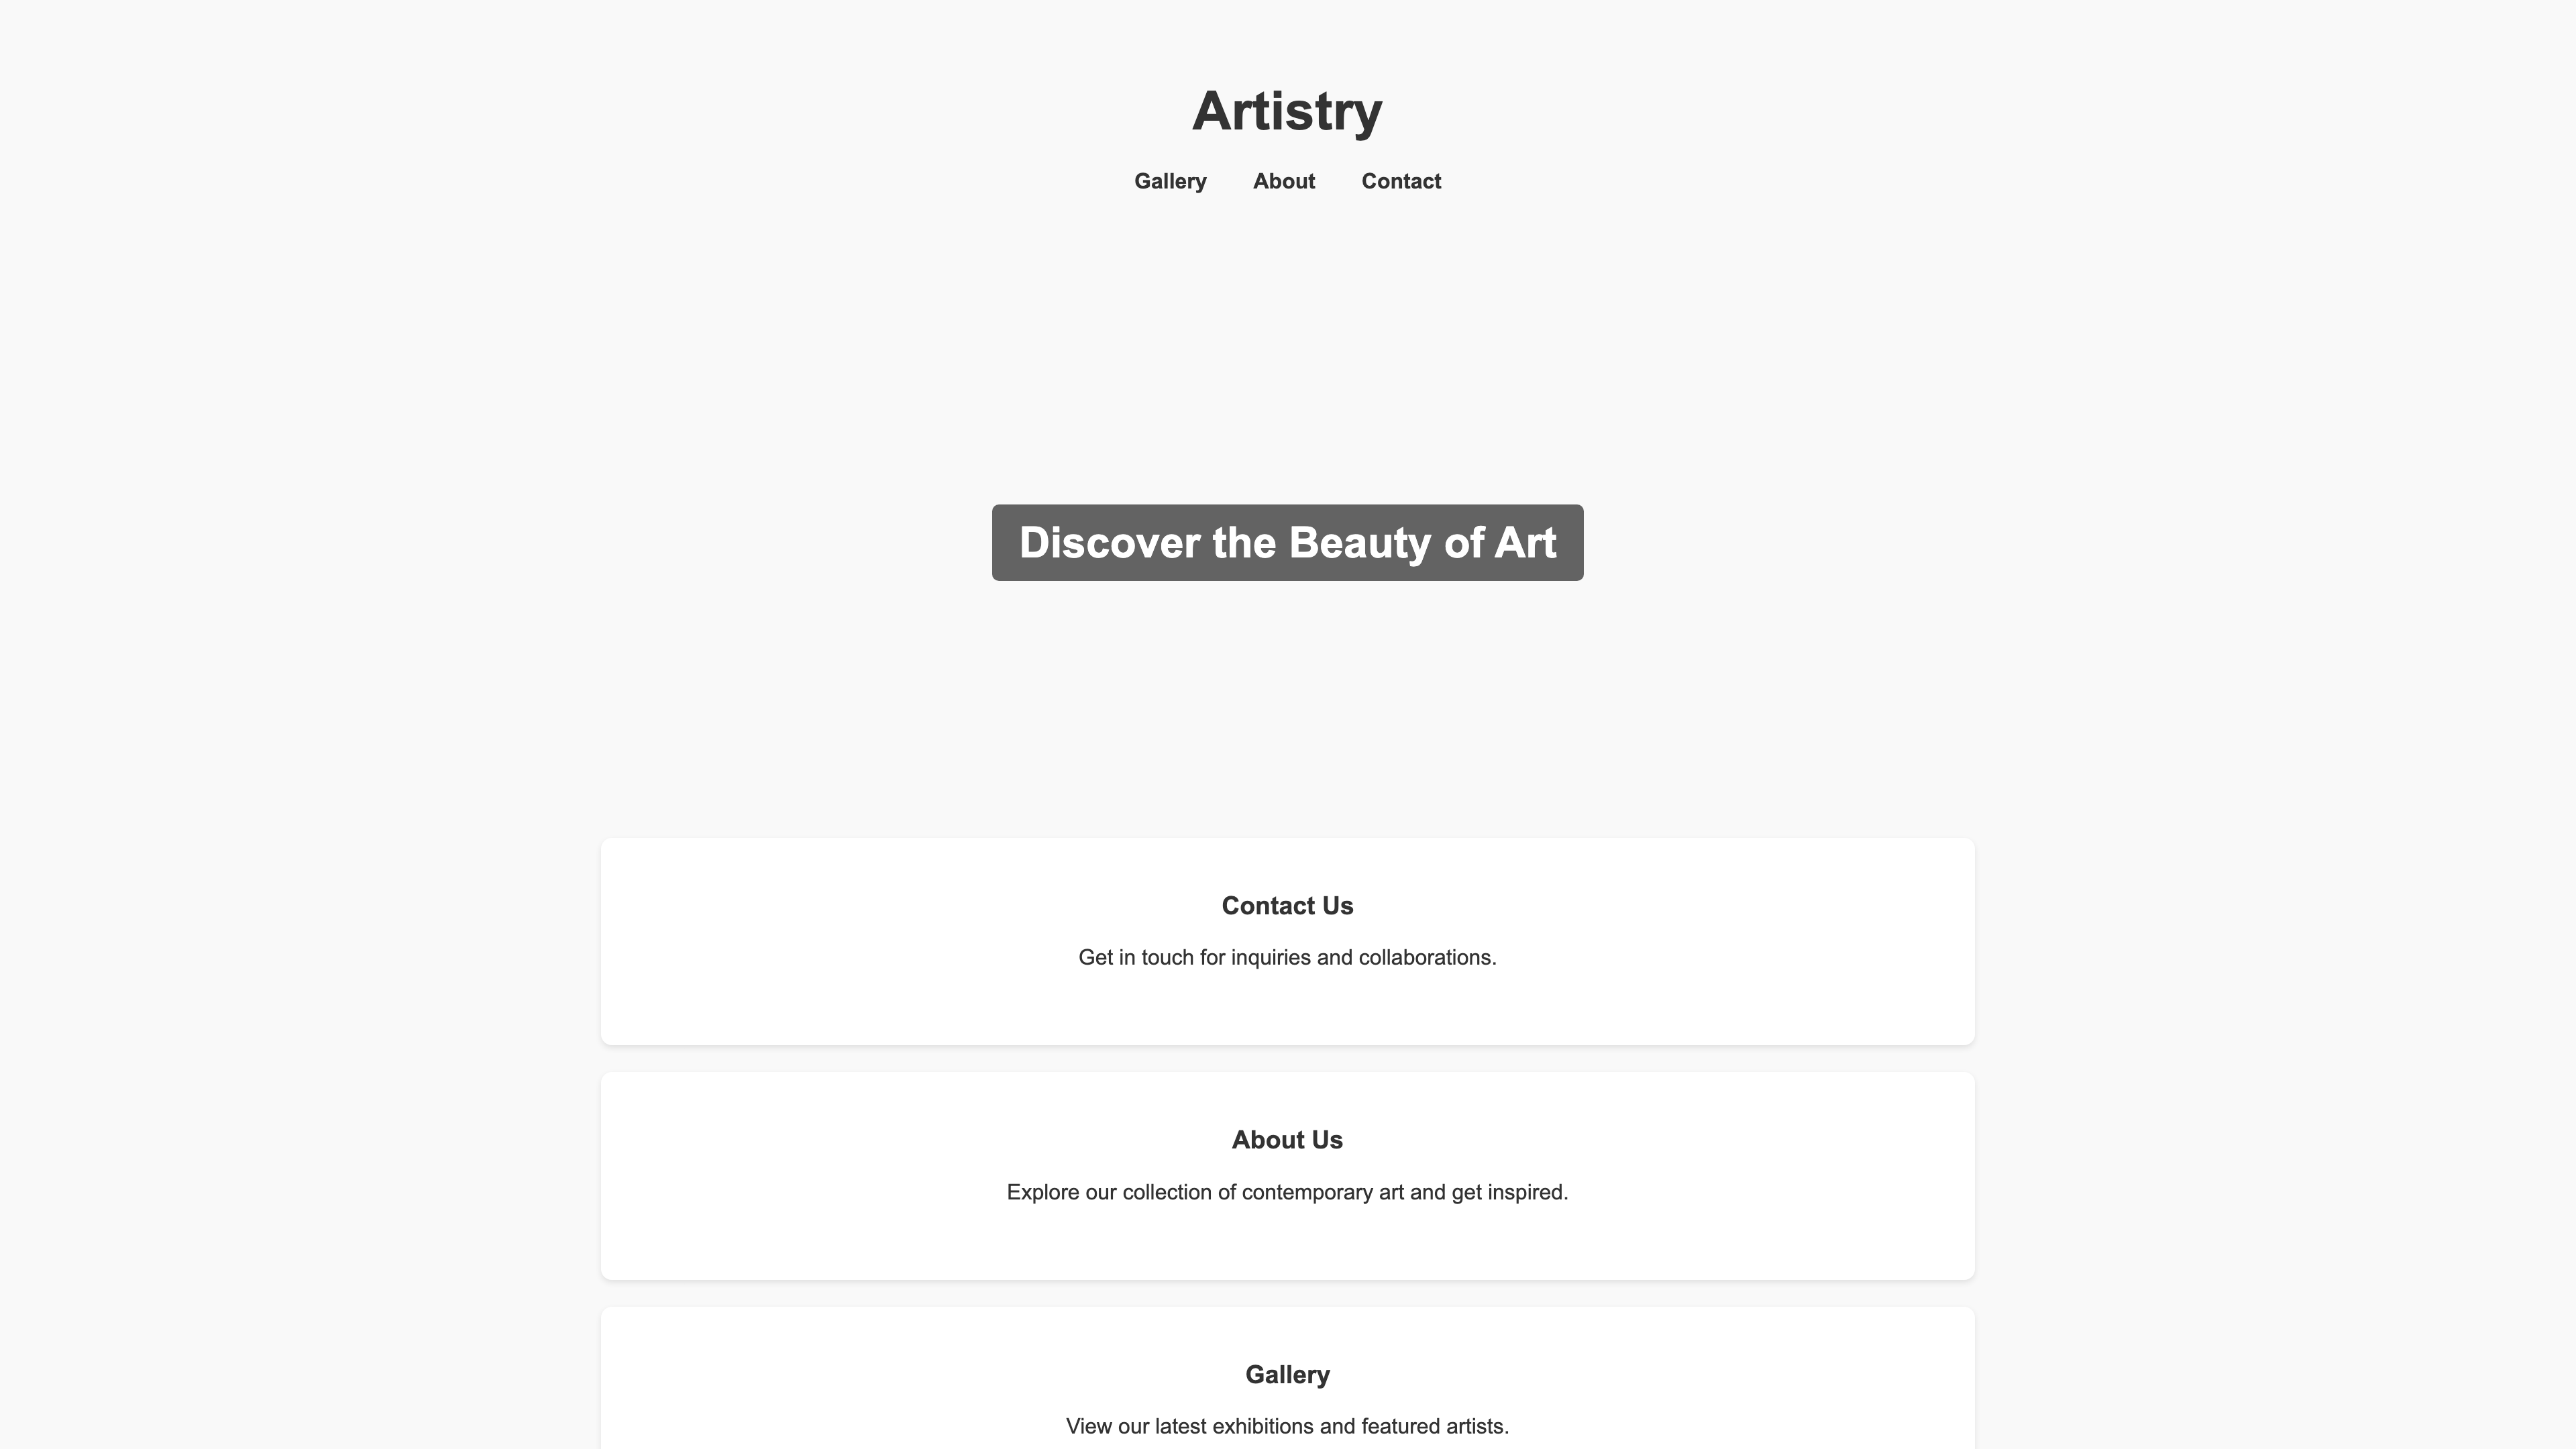 Artistry
Gallery About Contact
Discover the Beauty of Art
Contact Us
Get in touch for inquiries and collaborations.
About Us
Explore our collection of contemporary art and get inspired.
Gallery
View our latest exhibitions and featured artists.